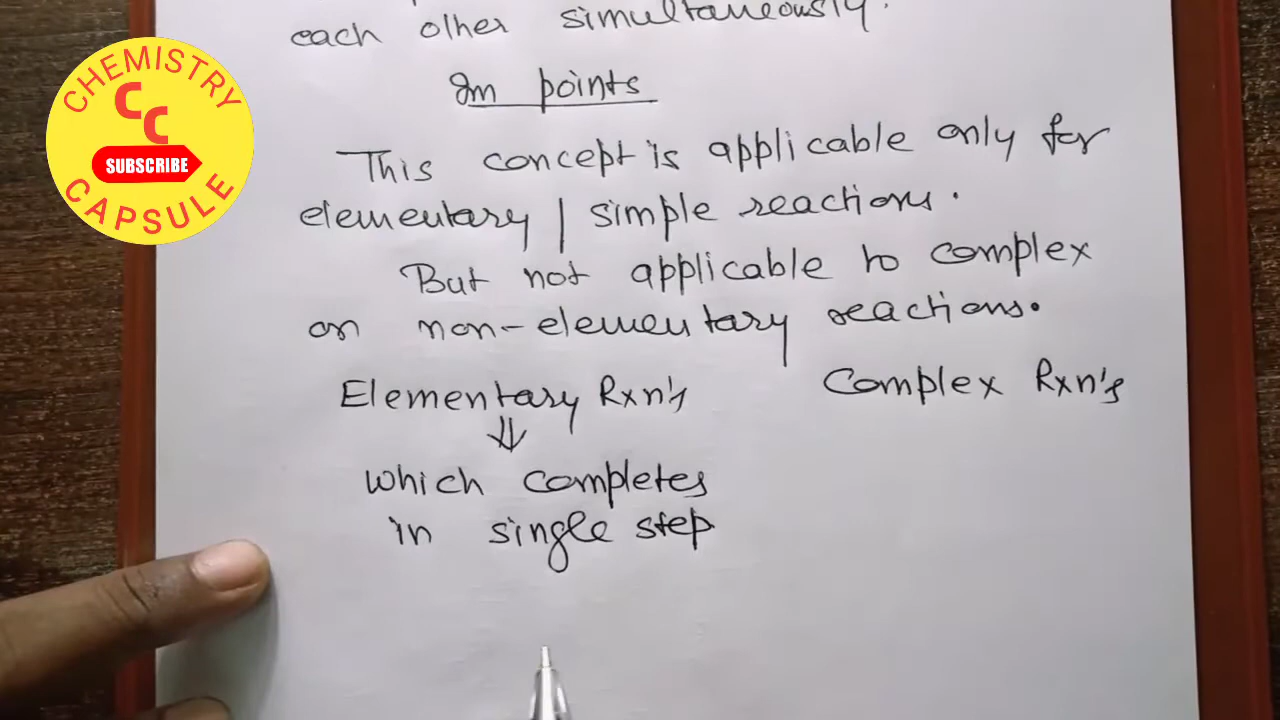 CHEMISTRY
CC
SUBSCRIBE
CAPSULE
each other simultaneously.
In points
This concept is applicable only for
elementary / simple reactions.
But not applicable to complex
or non-elementary reactions.
Elementary Rxn's
Complex Rxn's
⇓
which completes
in single step